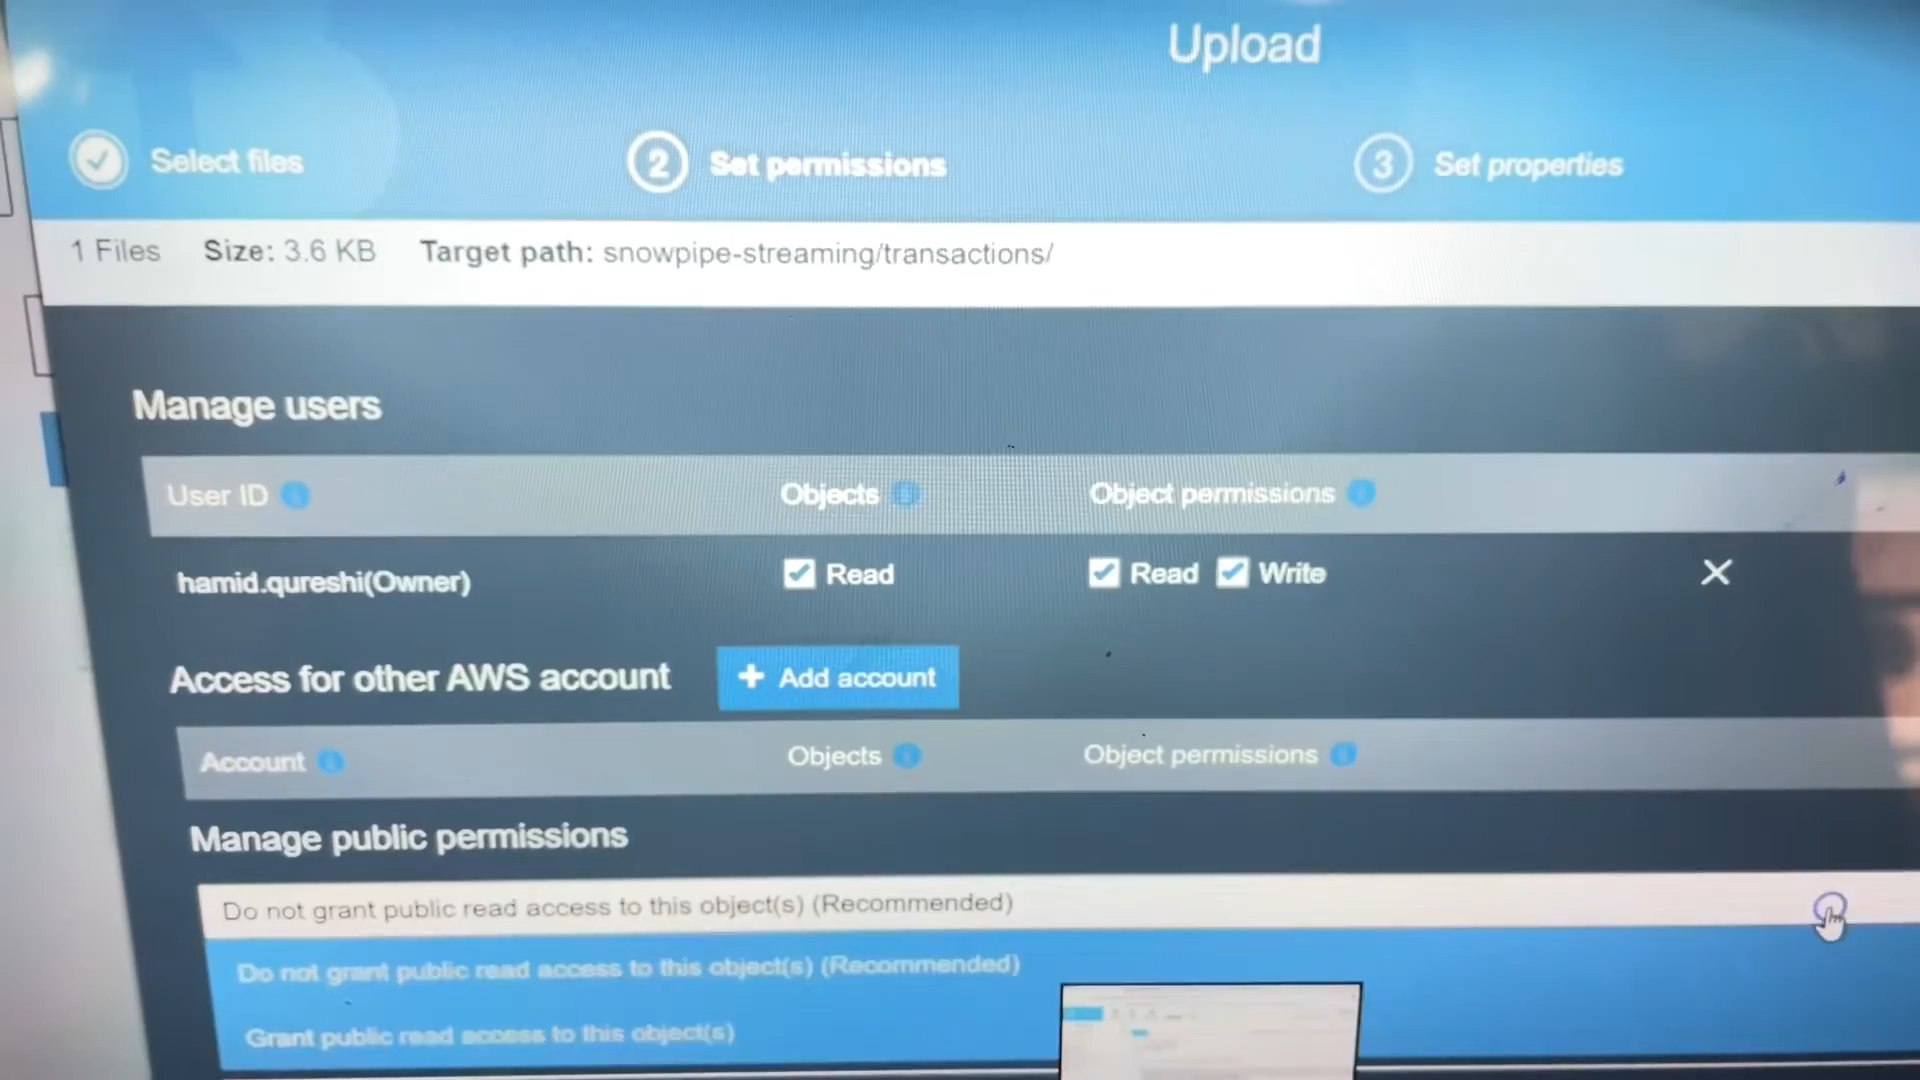 Upload
Select files
2 Set permissions
3 Set properties
1 Files Size: 3.6 KB Target path: snowpipe-streaming/transactions/
Manage users
User ID Objects Object permissions
hamid.qureshi(Owner) Read Read Write
Access for other AWS account + Add account
Account Objects Object permissions
Manage public permissions
Do not grant public read access to this object(s) (Recommended)
Do not grant public read access to this object(s) (Recommended)
Grant public read access to this object(s)